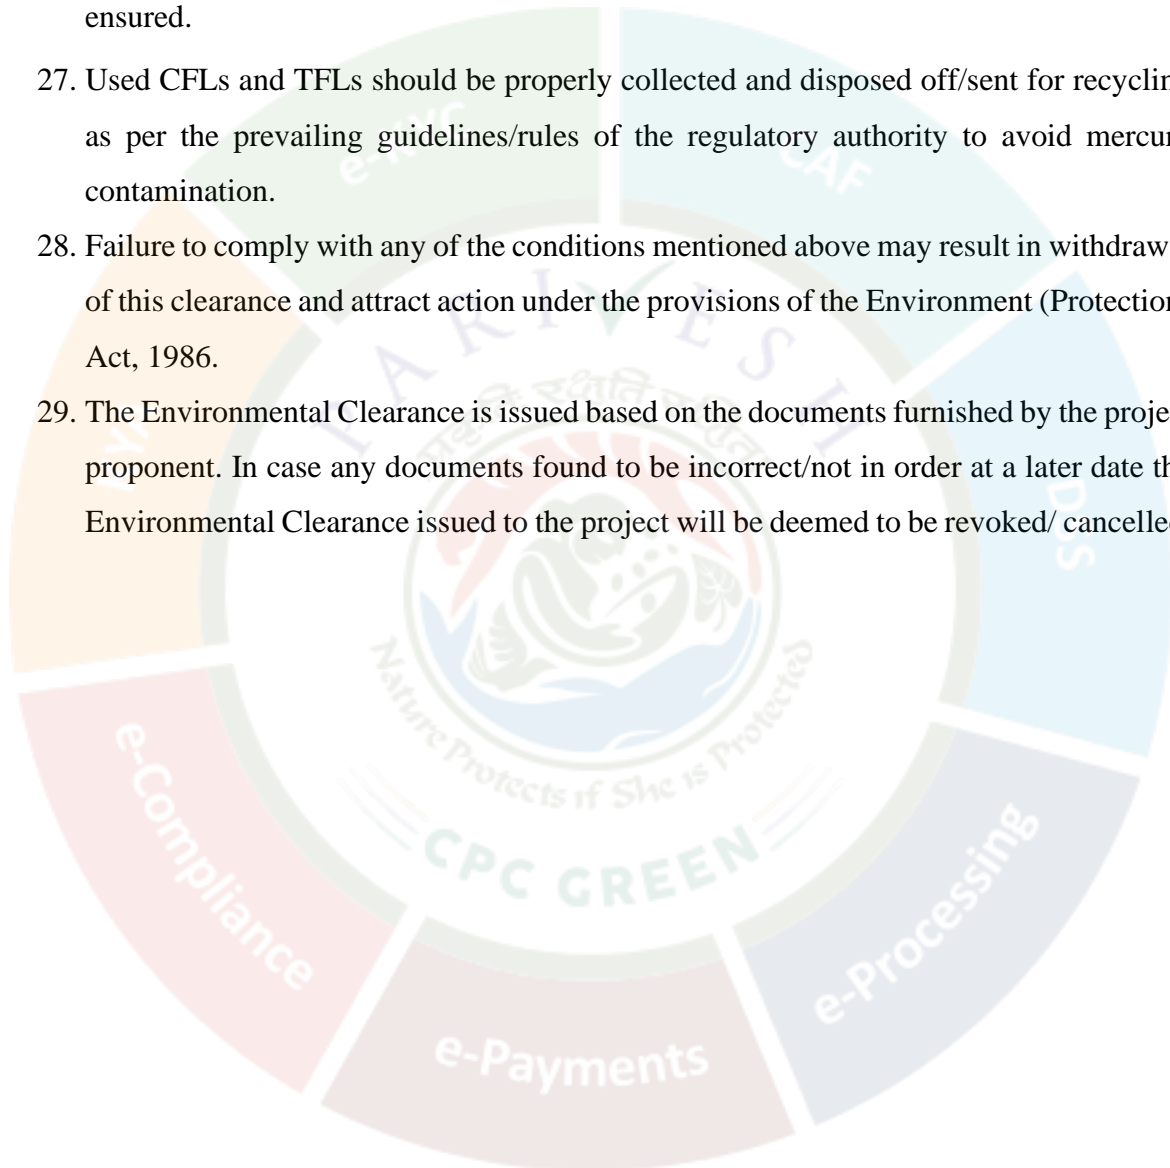 ensured.
27. Used CFLs and TFLs should be properly collected and disposed off/sent for recyclin
as per the prevailing guidelines/rules of the regulatory authority to avoid mercur
contamination.
28. Failure to comply with any of the conditions mentioned above may result in withdraw
of this clearance and attract action under the provisions of the Environment (Protection
Act, 1986.
29. The Environmental Clearance is issued based on the documents furnished by the proje
proponent. In case any documents found to be incorrect/not in order at a later date th
Environmental Clearance issued to the project will be deemed to be revoked/ cancelle
e-KYC
CAF
DSS
PARIVESH
Nature Protects if She is Protected
CPC GREEN
e-Compliance
e-Payments
e-Processing